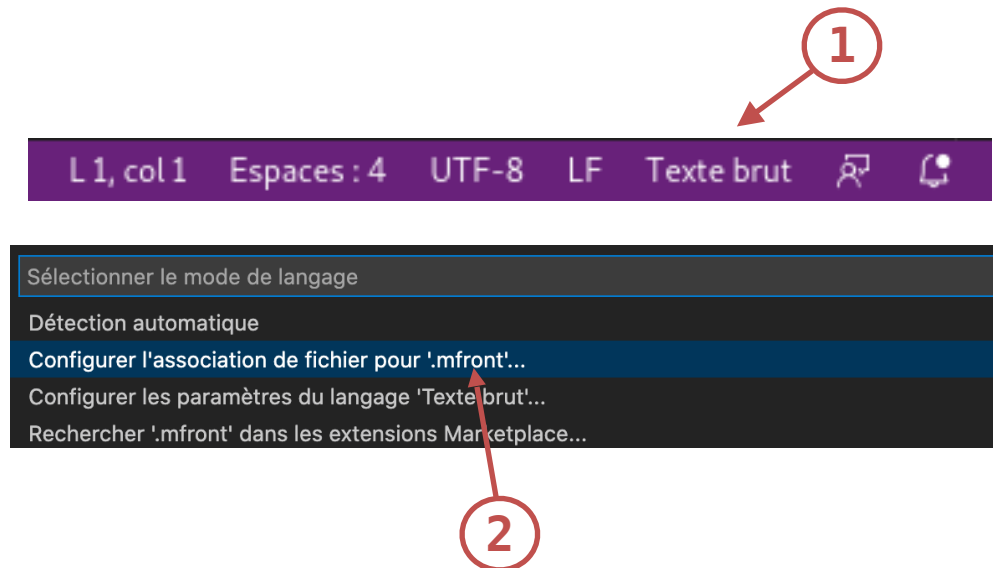 1
L 1, col 1 Espaces : 4 UTF-8 LF Texte brut
Sélectionner le mode de langage
Détection automatique
Configurer l'association de fichier pour '.mfront'...
Configurer les paramètres du langage 'Texte brut'...
Rechercher '.mfront' dans les extensions Marketplace...
2